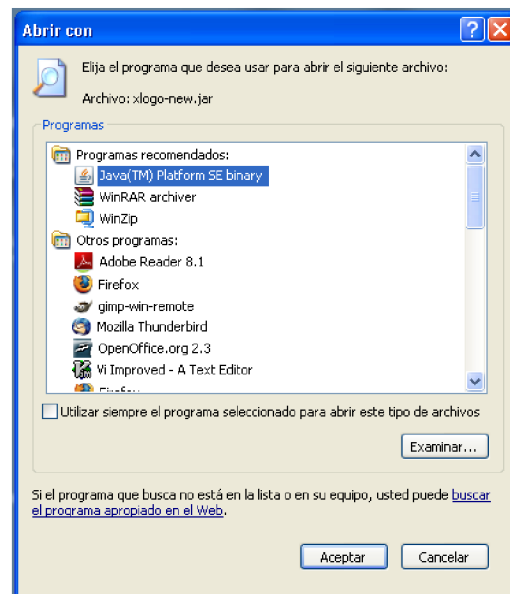 Abrir con
Elija el programa que desea usar para abrir el siguiente archivo:
Archivo: xlogo-new.jar
Programas
Programas recomendados:
Java(TM) Platform SE binary
WinRAR archiver
WinZip
Otros programas:
Adobe Reader 8.1
Firefox
gimp-win-remote
Mozilla Thunderbird
OpenOffice.org 2.3
Vi Improved - A Text Editor
Utilizar siempre el programa seleccionado para abrir este tipo de archivos
Examinar...
Si el programa que busca no está en la lista o en su equipo, usted puede buscar
el programa apropiado en el Web.
Aceptar Cancelar